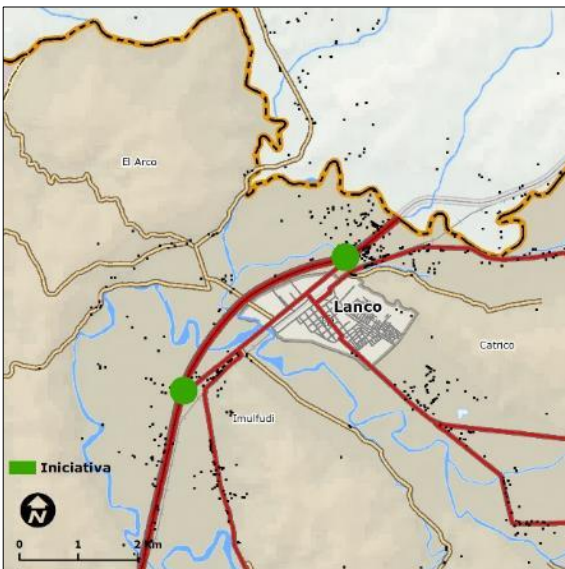 El Arco
Lanco
Catrico
Imulfudi
Iniciativa
N
0 1 2 Km